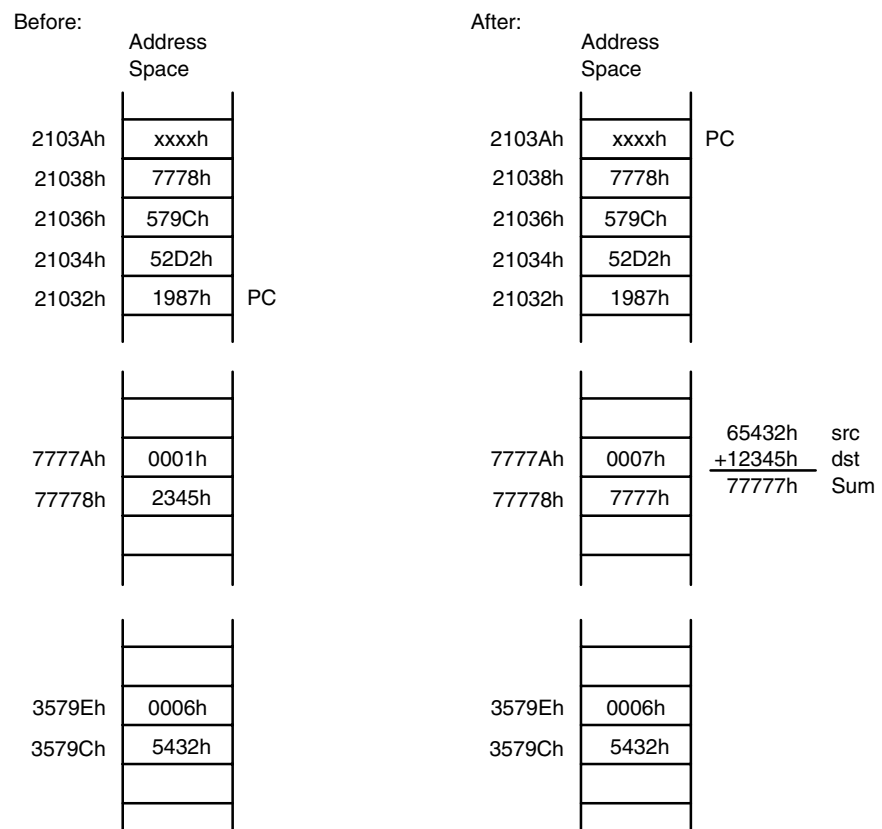 Before:
Address
Space
2103Ah xxxxh
21038h 7778h
21036h 579Ch
21034h 52D2h
21032h 1987h PC
7777Ah 0001h
77778h 2345h
3579Eh 0006h
3579Ch 5432h
After:
Address
Space
2103Ah xxxxh PC
21038h 7778h
21036h 579Ch
21034h 52D2h
21032h 1987h
65432h src
7777Ah 0007h +12345h dst
77778h 7777h 77777h Sum
3579Eh 0006h
3579Ch 5432h